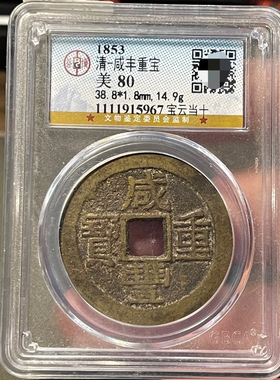 1853
清-咸丰重宝
美 80
38.8*1.8mm,14.9g
1111915967 宝云当十
★ 文物鉴定委员会监制 ★
咸
寶 重
豐
GBCA